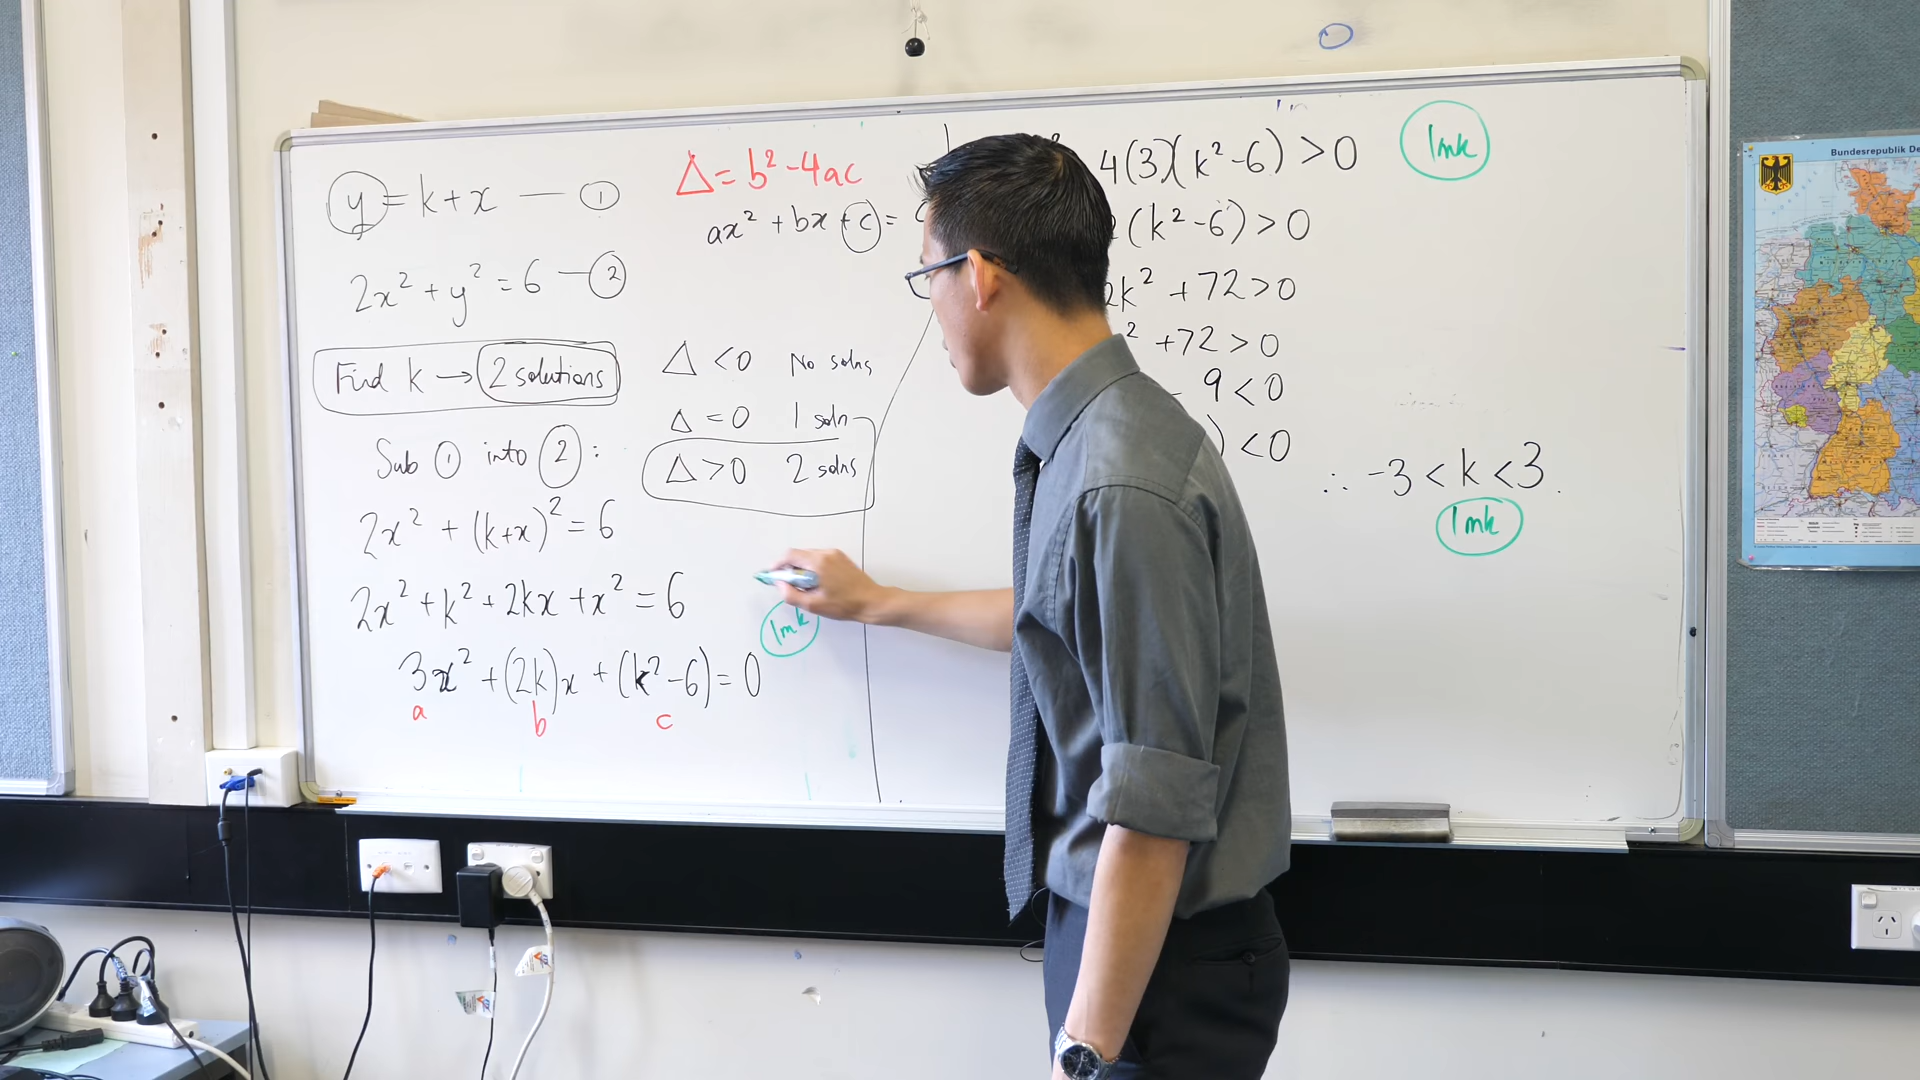 y = k + x — ①
2x² + y² = 6 — ②
Find k → 2 solutions
Sub ① into ② :
2x² + (k+x)² = 6
2x² + k² + 2kx + x² = 6
3x² + (2k)x + (k²-6) = 0
a b c
1mk
Δ = b² - 4ac
ax² + bx + c =
Δ < 0 No solns
Δ = 0 1 soln
Δ > 0 2 solns
4(3)(k²-6) > 0
1mk
(k²-6) > 0
2k² + 72 > 0
² + 72 > 0
- 9 < 0
) < 0
∴ -3 < k < 3.
1mk
Bundesrepublik De